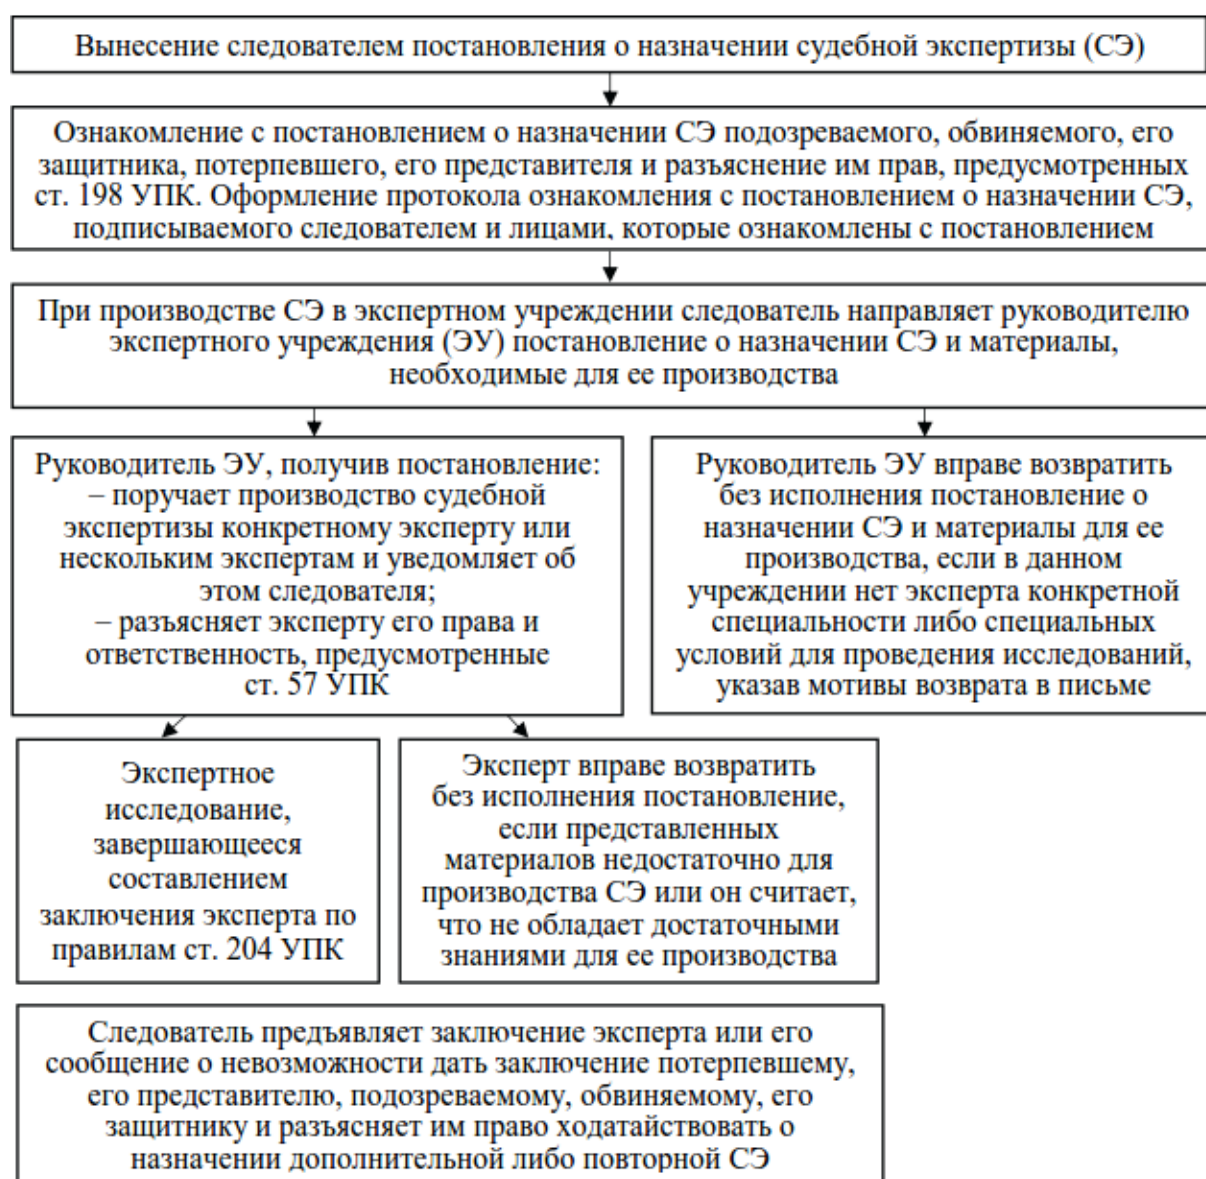 Вынесение следователем постановления о назначении судебной экспертизы (СЭ)
Ознакомление с постановлением о назначении СЭ подозреваемого, обвиняемого, его
защитника, потерпевшего, его представителя и разъяснение им прав, предусмотренных
ст. 198 УПК. Оформление протокола ознакомления с постановлением о назначении СЭ,
подписываемого следователем и лицами, которые ознакомлены с постановлением
При производстве СЭ в экспертном учреждении следователь направляет руководителю
экспертного учреждения (ЭУ) постановление о назначении СЭ и материалы,
необходимые для ее производства
Руководитель ЭУ, получив постановление:
– поручает производство судебной
экспертизы конкретному эксперту или
нескольким экспертам и уведомляет об
этом следователя;
– разъясняет эксперту его права и
ответственность, предусмотренные
ст. 57 УПК
Руководитель ЭУ вправе возвратить
без исполнения постановление о
назначении СЭ и материалы для ее
производства, если в данном
учреждении нет эксперта конкретной
специальности либо специальных
условий для проведения исследований,
указав мотивы возврата в письме
Экспертное
исследование,
завершающееся
составлением
заключения эксперта по
правилам ст. 204 УПК
Эксперт вправе возвратить
без исполнения постановление,
если представленных
материалов недостаточно для
производства СЭ или он считает,
что не обладает достаточными
знаниями для ее производства
Следователь предъявляет заключение эксперта или его
сообщение о невозможности дать заключение потерпевшему,
его представителю, подозреваемому, обвиняемому, его
защитнику и разъясняет им право ходатайствовать о
назначении дополнительной либо повторной СЭ